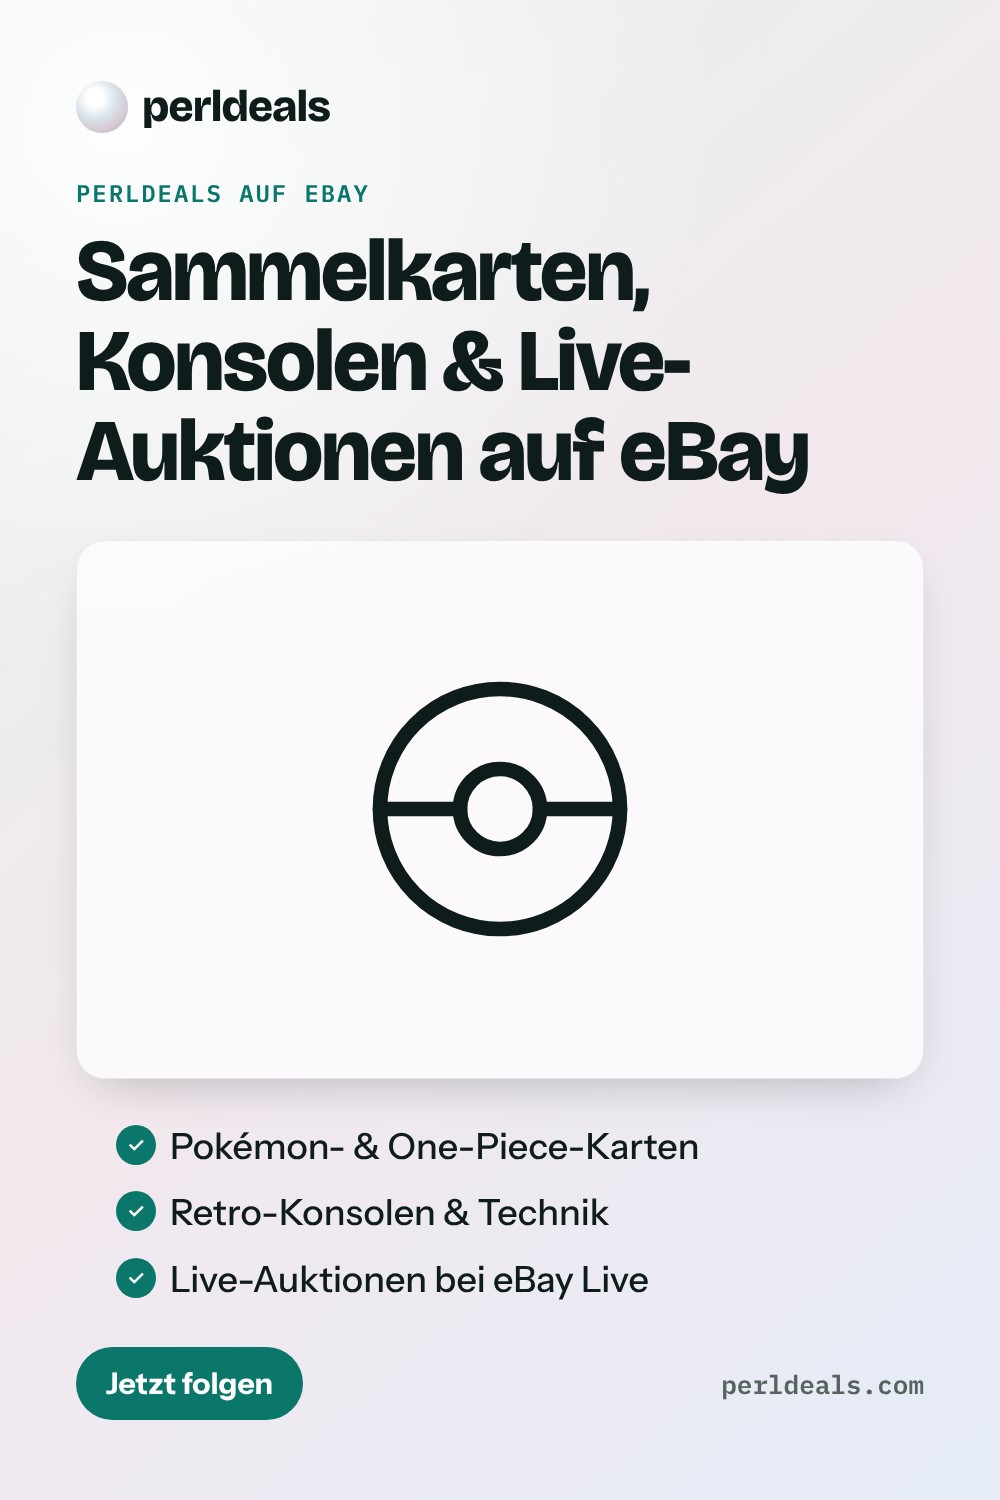 perldeals
PERLDEALS AUF EBAY
Sammelkarten,
Konsolen & Live-
Auktionen auf eBay
Pokémon- & One-Piece-Karten
Retro-Konsolen & Technik
Live-Auktionen bei eBay Live
Jetzt folgen
perldeals.com